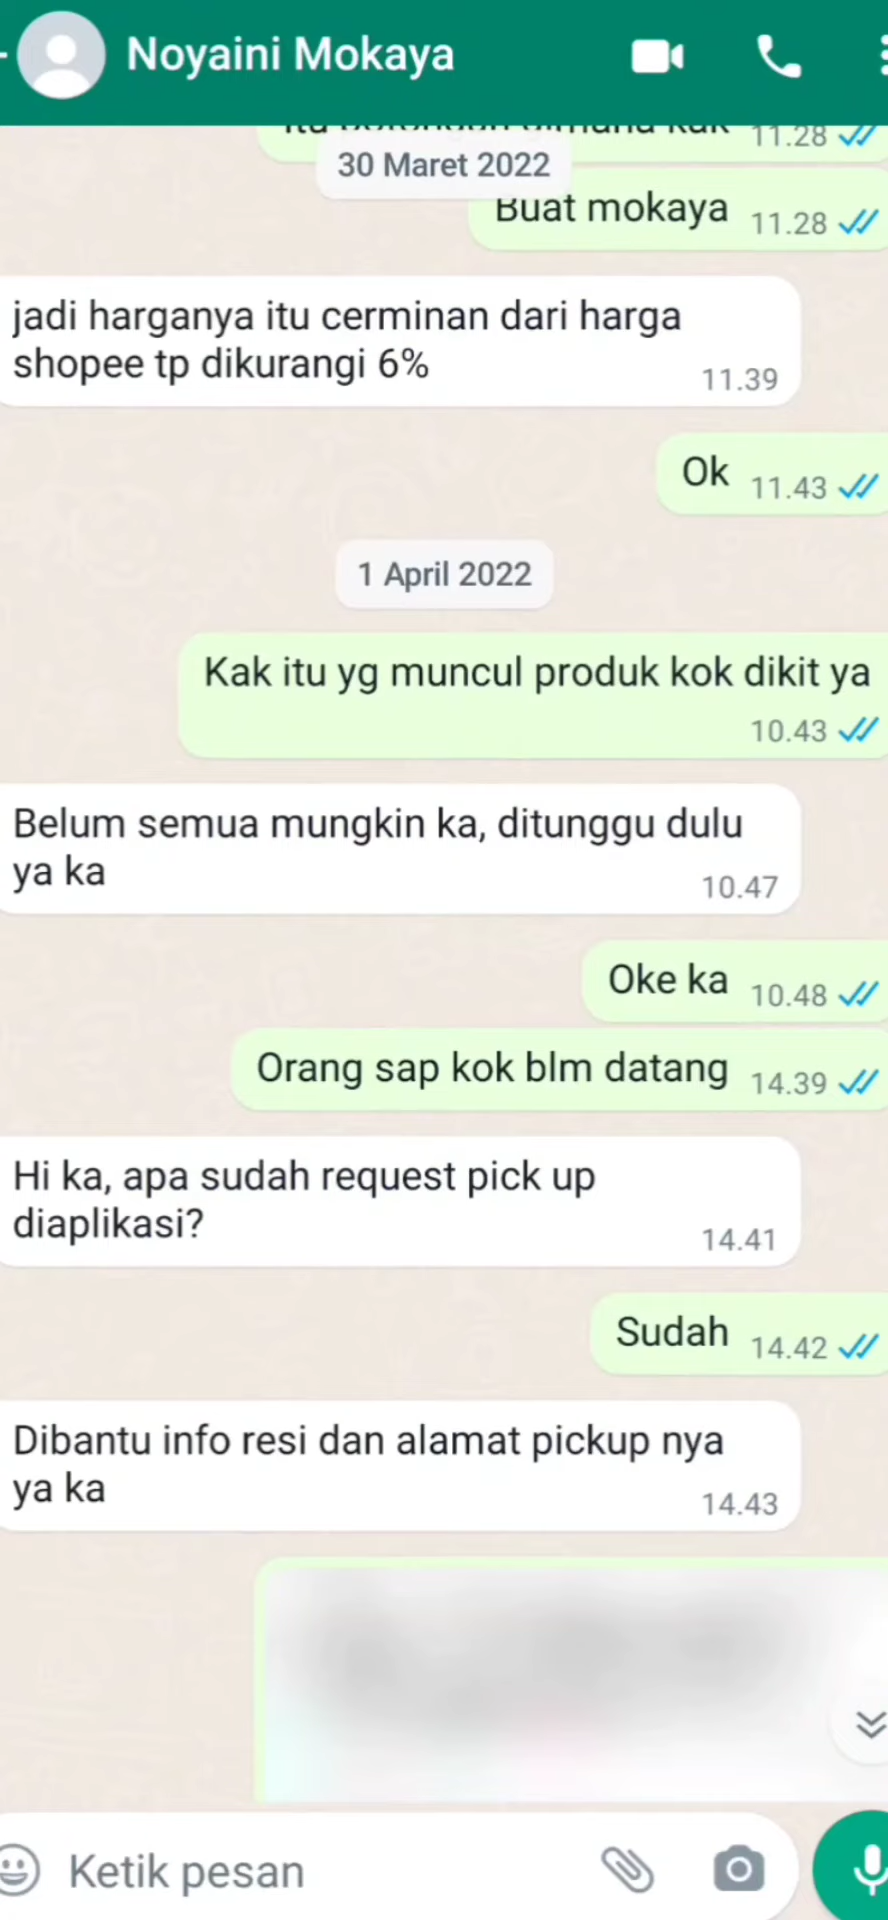 Noyaini Mokaya
11.28
30 Maret 2022
Buat mokaya 11.28
jadi harganya itu cerminan dari harga
shopee tp dikurangi 6%
11.39
Ok 11.43
1 April 2022
Kak itu yg muncul produk kok dikit ya
10.43
Belum semua mungkin ka, ditunggu dulu
ya ka
10.47
Oke ka 10.48
Orang sap kok blm datang 14.39
Hi ka, apa sudah request pick up
diaplikasi?
14.41
Sudah 14.42
Dibantu info resi dan alamat pickup nya
ya ka
14.43
Ketik pesan